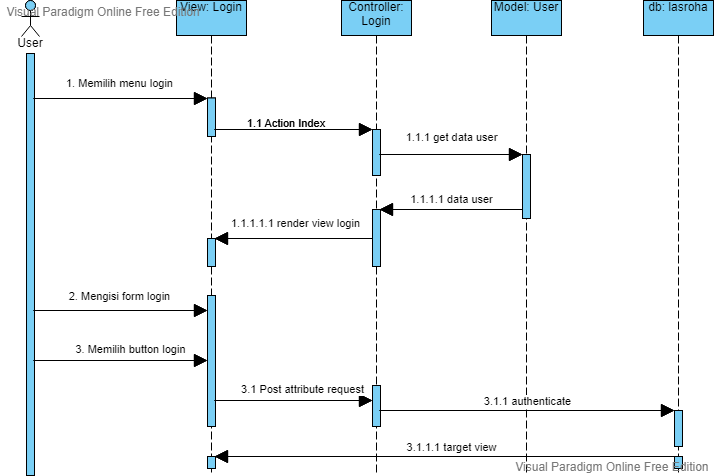 Visual Paradigm Online Free Edition
View: Login
Controller:
Login
Model: User
db: lasroha
User
1. Memilih menu login
1.1 Action Index
1.1.1 get data user
1.1.1.1 data user
1.1.1.1.1 render view login
2. Mengisi form login
3. Memilih button login
3.1 Post attribute request
3.1.1 authenticate
3.1.1.1 target view
Visual Paradigm Online Free Edition